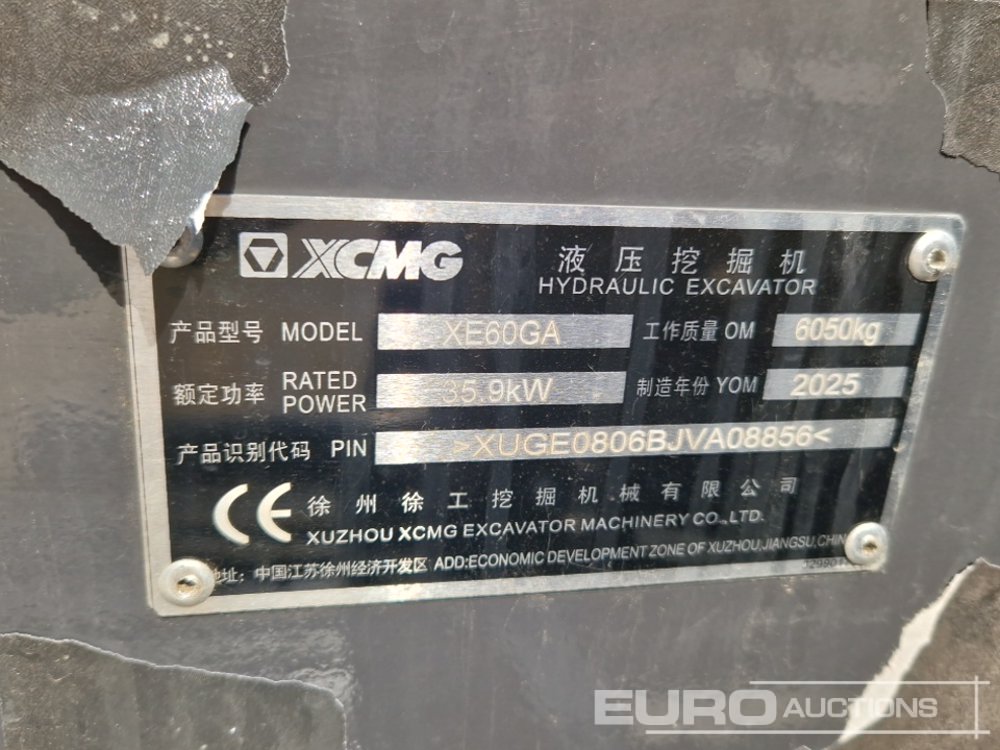 XCMG
液压挖掘机
HYDRAULIC EXCAVATOR
产品型号 MODEL XE60GA 工作质量 OM 6050kg
额定功率 RATED POWER 35.9kW 制造年份 YOM 2025
产品识别代码 PIN >XUGE0806BJVA08856<
CE 徐州徐工挖掘机械有限公司
XUZHOU XCMG EXCAVATOR MACHINERY CO.,LTD.
地址: 中国江苏徐州经济开发区 ADD:ECONOMIC DEVELOPMENT ZONE OF XUZHOU,JIANGSU,CHIN
EURO AUCTIONS